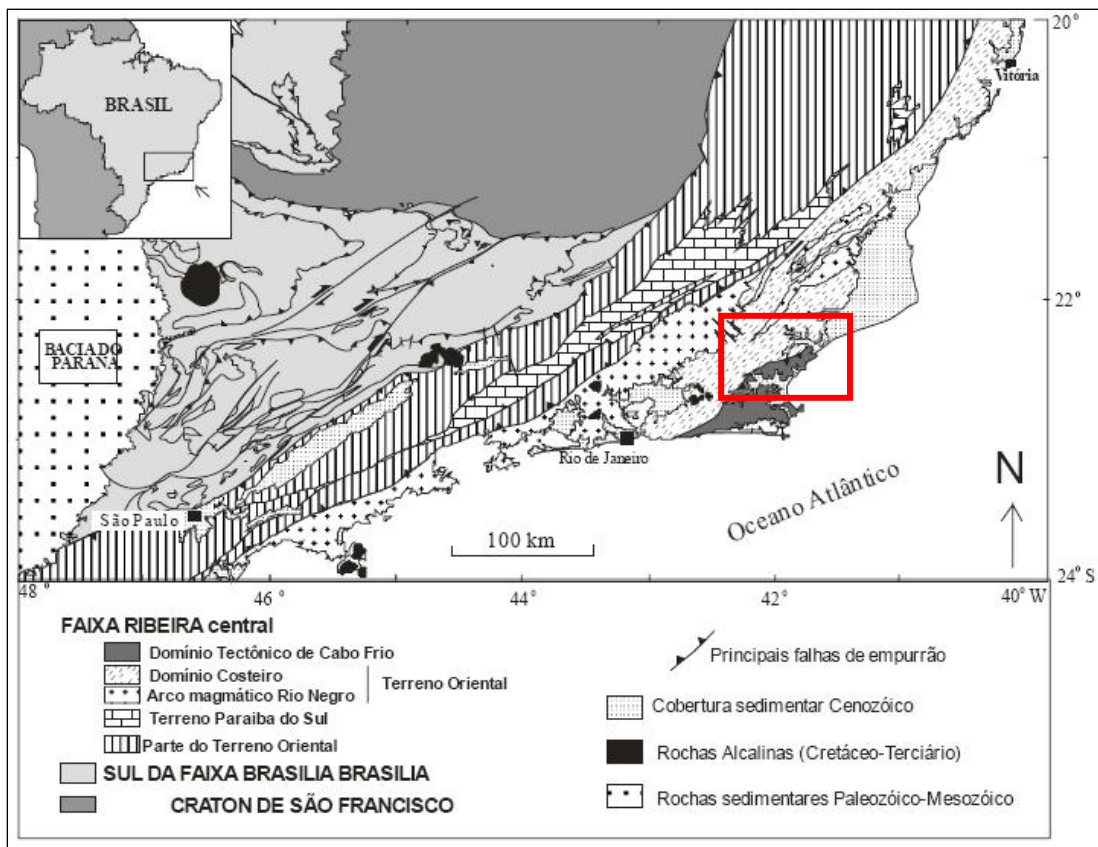 20°
Vitória
BRASIL
22°
BACIA DO
PARANÁ
Rio de Janeiro
N
Oceano Atlântico
São Paulo
100 km
24° S
48°
46°
44°
42°
40° W
FAIXA RIBEIRA central
Domínio Tectônico de Cabo Frio
Domínio Costeiro
Arco magmático Rio Negro
Terreno Oriental
Terreno Paraiba do Sul
Parte do Terreno Oriental
SUL DA FAIXA BRASILIA BRASILIA
CRATON DE SÃO FRANCISCO
Principais falhas de empurrão
Cobertura sedimentar Cenozóico
Rochas Alcalinas (Cretáceo-Terciário)
Rochas sedimentares Paleozóico-Mesozóico